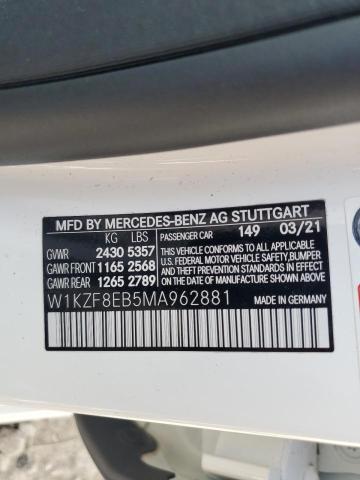 MFD BY MERCEDES-BENZ AG STUTTGART
KG LBS PASSENGER CAR 149 03/21
GVWR 2430 5357
GAWR FRONT 1165 2568
GAWR REAR 1265 2789
THIS VEHICLE CONFORMS TO ALL
APPLICABLE U.S. FEDERAL SAFETY, BUMPER
AND THEFT PREVENTION STANDARDS
IN EFFECT ON THE DATE OF
MANUFACTURE SHOWN ABOVE.
W1KZF8EB5MA962881 MADE IN GERMANY